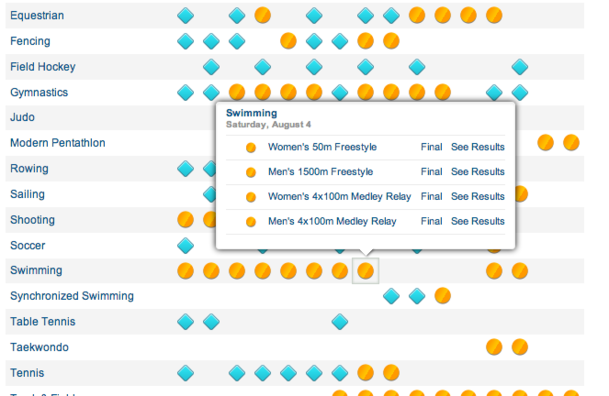 Equestrian
Fencing
Field Hockey
Gymnastics
Judo
Swimming
Saturday, August 4
Women's 50m Freestyle Final See Results
Men's 1500m Freestyle Final See Results
Women's 4x100m Medley Relay Final See Results
Men's 4x100m Medley Relay Final See Results
Modern Pentathlon
Rowing
Sailing
Shooting
Soccer
Swimming
Synchronized Swimming
Table Tennis
Taekwondo
Tennis